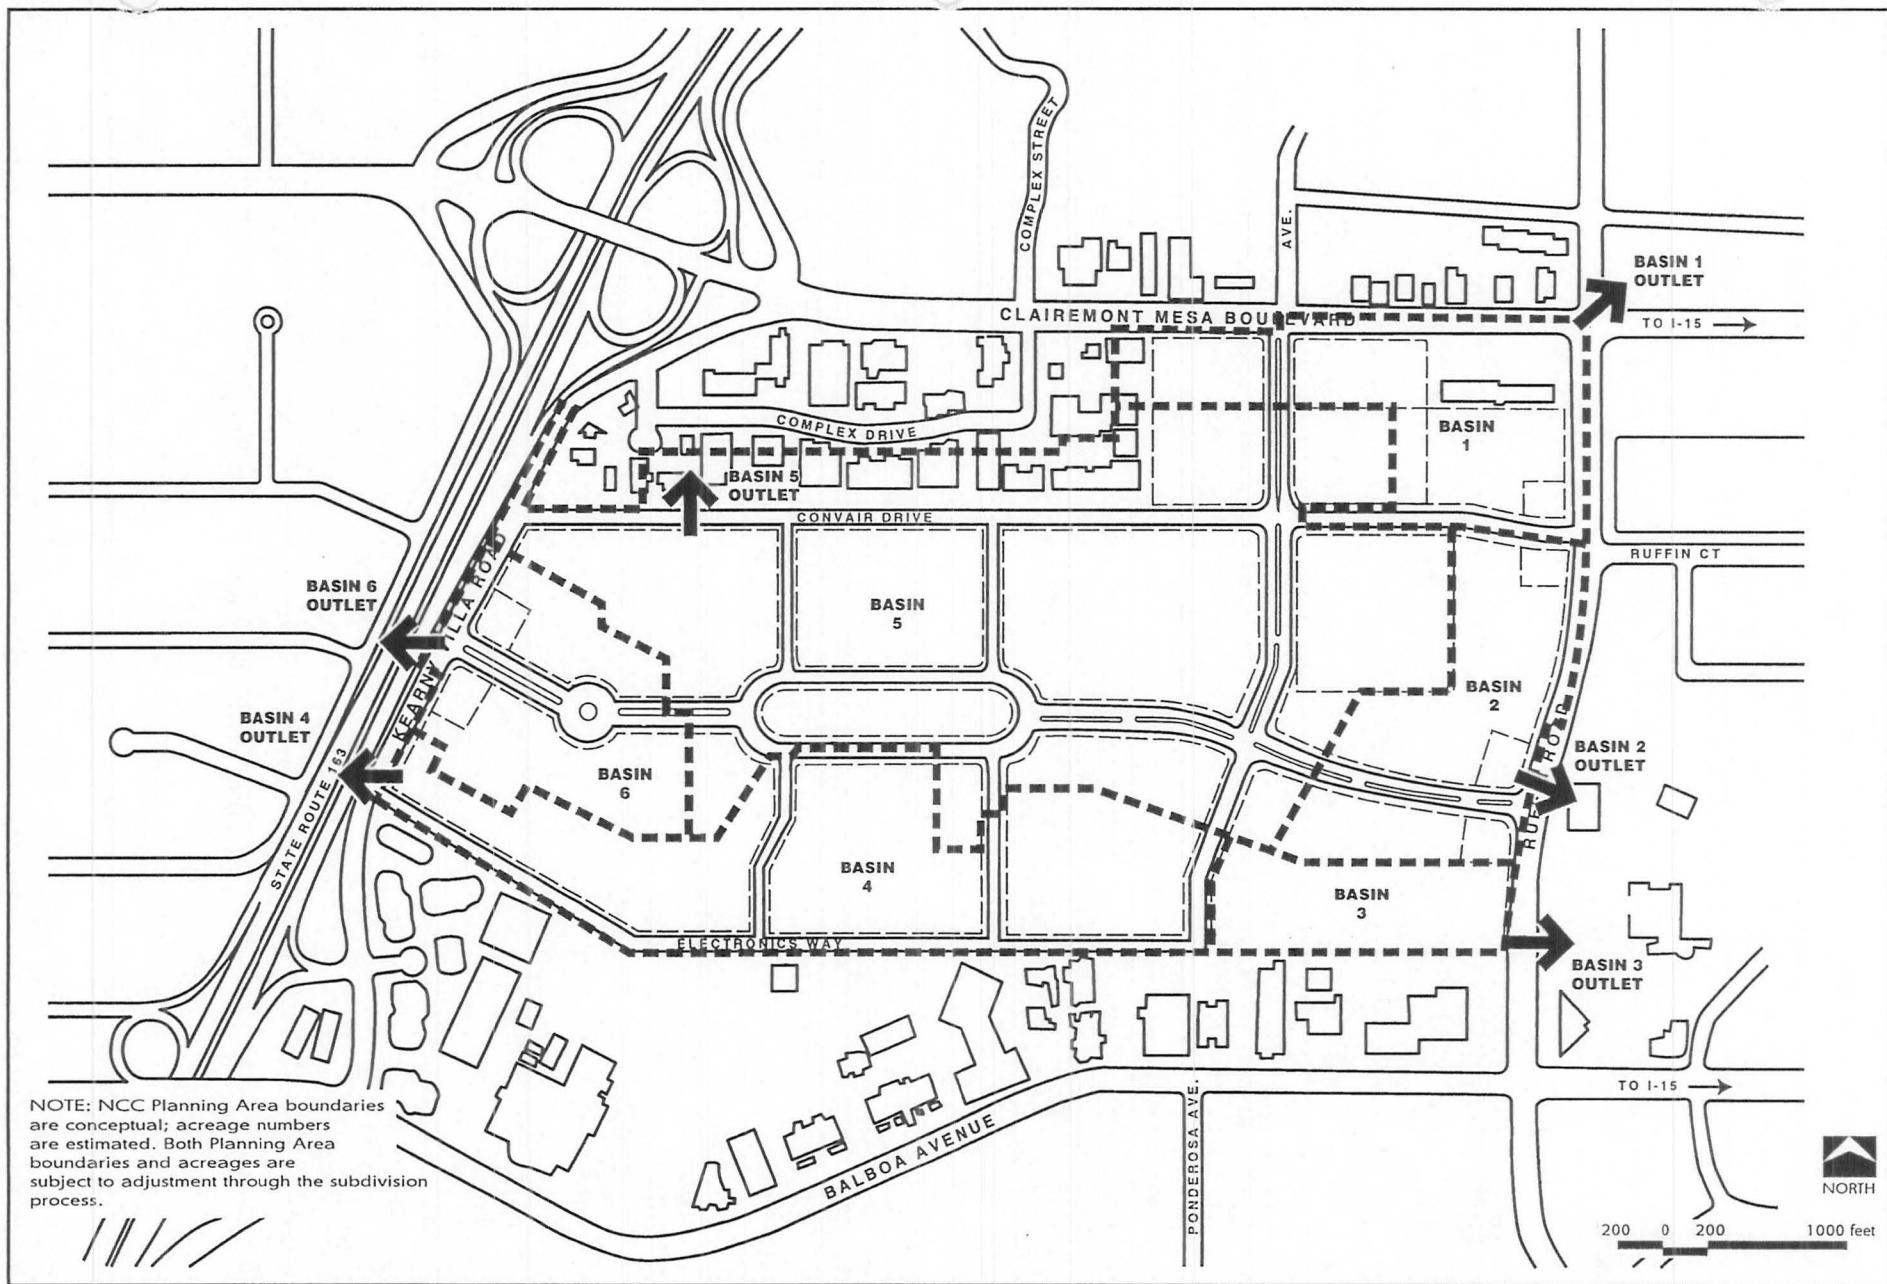 COMPLEX STREET
AVE.
BASIN 1
OUTLET
CLAIREMONT MESA BOULEVARD
TO I-15
COMPLEX DRIVE
BASIN
1
BASIN 5
OUTLET
CONVAIR DRIVE
RUFFIN CT
BASIN 6
OUTLET
BASIN
5
KEARNY VILLA ROAD
BASIN
2
BASIN 4
OUTLET
BASIN 2
OUTLET
RUFFIN ROAD
STATE ROUTE 163
BASIN
6
BASIN
4
BASIN
3
ELECTRONICS WAY
BASIN 3
OUTLET
TO I-15
NOTE: NCC Planning Area boundaries
are conceptual; acreage numbers
are estimated. Both Planning Area
boundaries and acreages are
subject to adjustment through the subdivision
process.
BALBOA AVENUE
PONDEROSA AVE.
NORTH
200 0 200 1000 feet